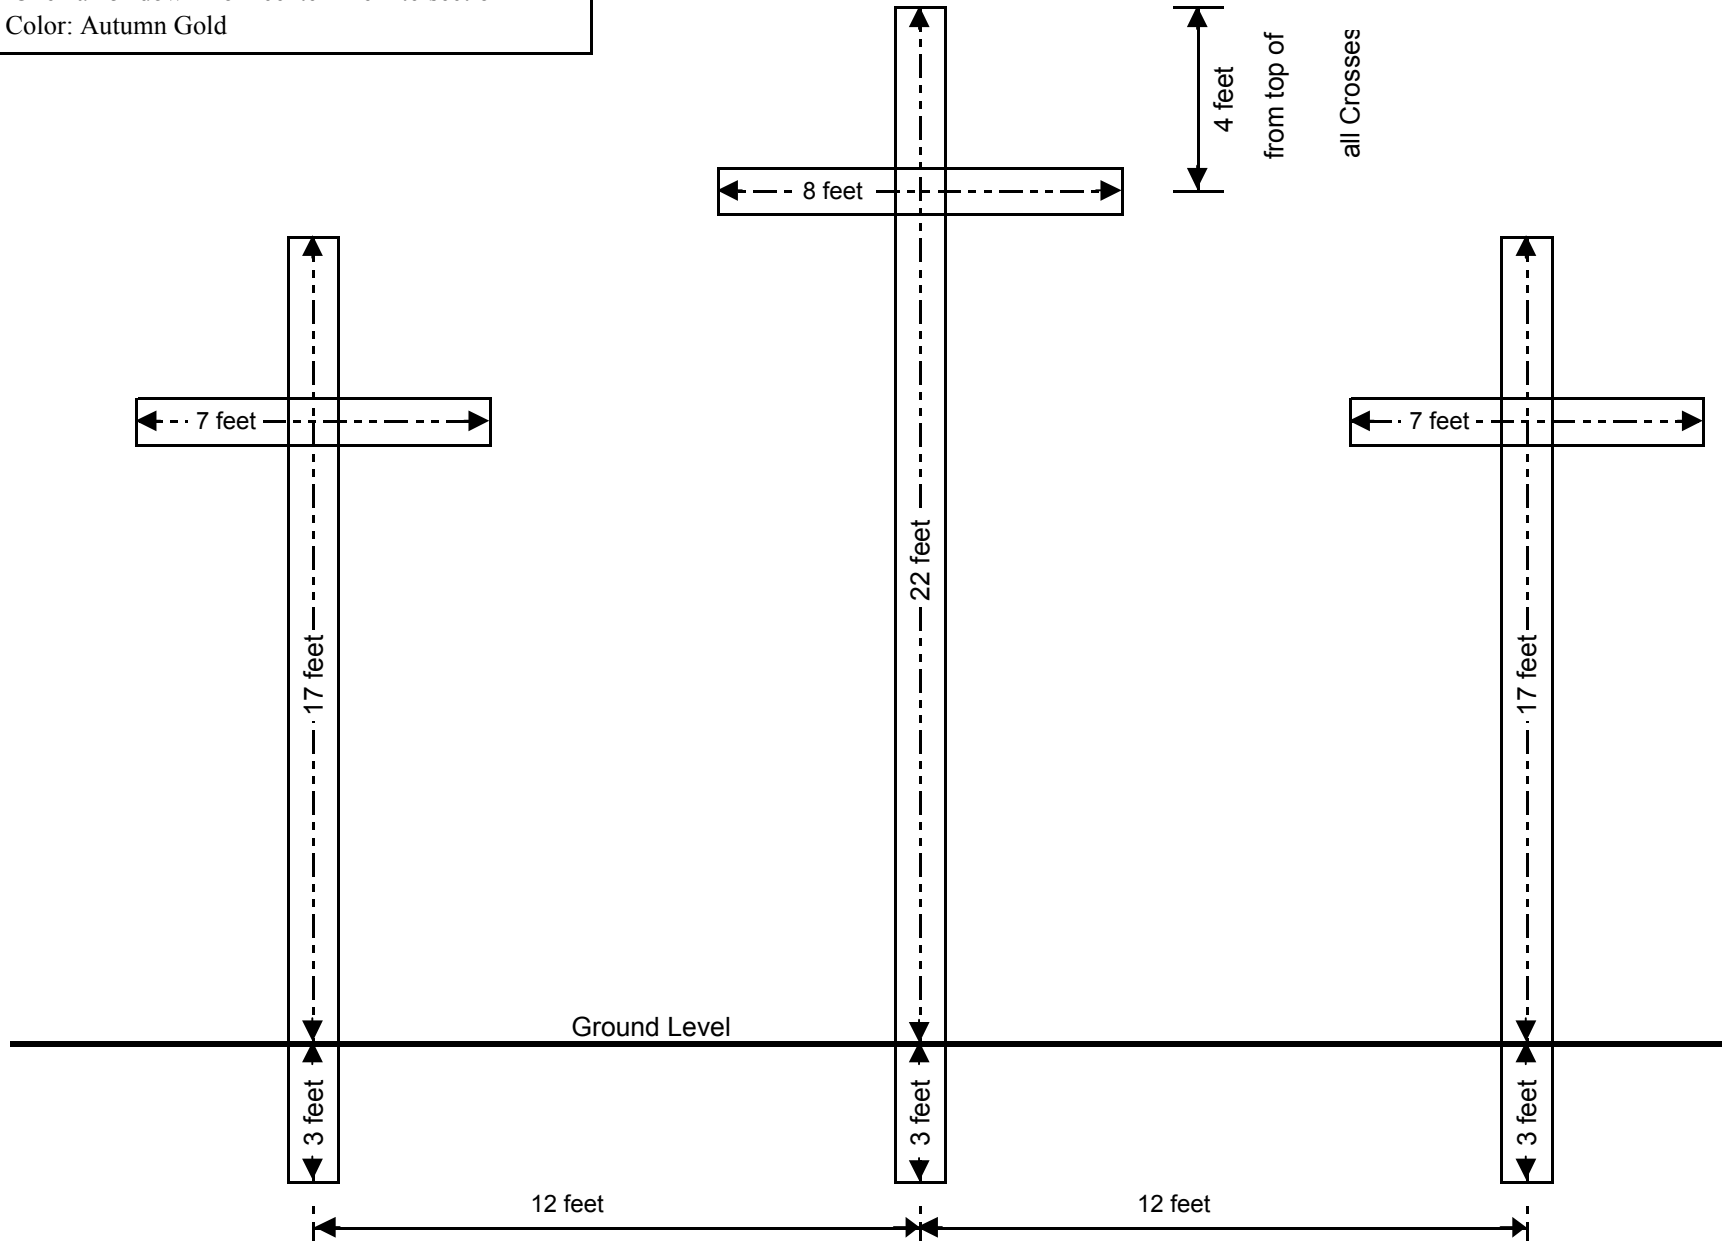 Color: Autumn Gold
4 feet
from top of
all Crosses
8 feet
7 feet
7 feet
22 feet
17 feet
17 feet
Ground Level
3 feet
3 feet
3 feet
12 feet
12 feet